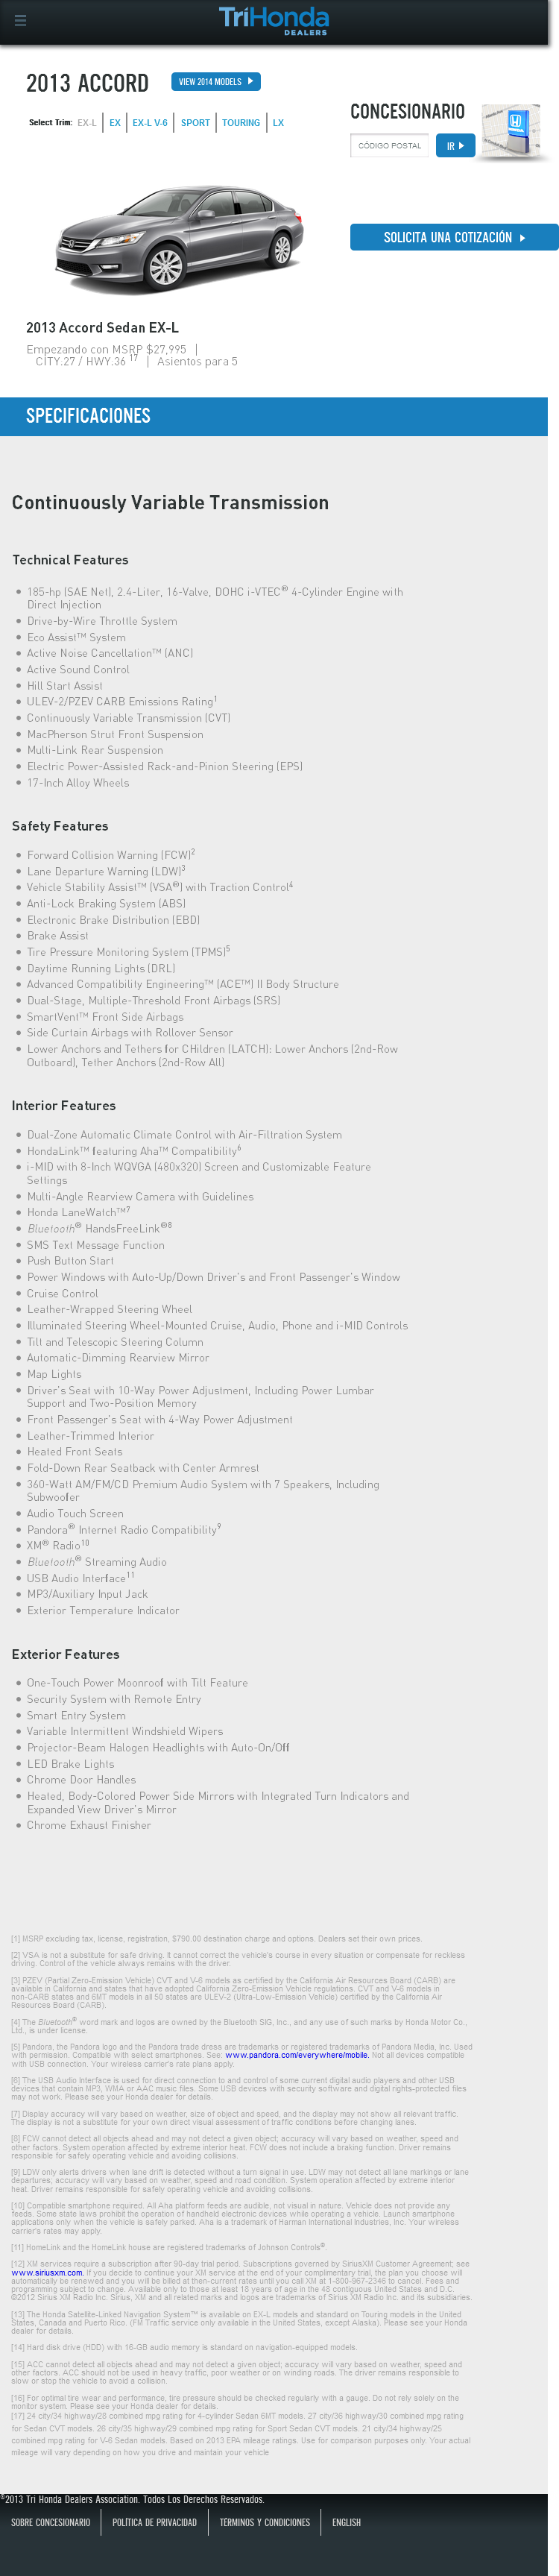 TriHonda
DEALERS
2013 ACCORD
VIEW 2014 MODELS
Select Trim: EX-L EX EX-L V-6 SPORT TOURING LX
CONCESIONARIO
CÓDIGO POSTAL
IR
SOLICITA UNA COTIZACIÓN
2013 Accord Sedan EX-L
Empezando con MSRP $27,995 |
CITY.27 / HWY.36 17 | Asientos para 5
SPECIFICACIONES
Continuously Variable Transmission
Technical Features
185-hp (SAE Net), 2.4-Liter, 16-Valve, DOHC i-VTEC® 4-Cylinder Engine with
Direct Injection
Drive-by-Wire Throttle System
Eco Assist™ System
Active Noise Cancellation™ (ANC)
Active Sound Control
Hill Start Assist
ULEV-2/PZEV CARB Emissions Rating1
Continuously Variable Transmission (CVT)
MacPherson Strut Front Suspension
Multi-Link Rear Suspension
Electric Power-Assisted Rack-and-Pinion Steering (EPS)
17-Inch Alloy Wheels
Safety Features
Forward Collision Warning (FCW)2
Lane Departure Warning (LDW)3
Vehicle Stability Assist™ (VSA®) with Traction Control4
Anti-Lock Braking System (ABS)
Electronic Brake Distribution (EBD)
Brake Assist
Tire Pressure Monitoring System (TPMS)5
Daytime Running Lights (DRL)
Advanced Compatibility Engineering™ (ACE™) II Body Structure
Dual-Stage, Multiple-Threshold Front Airbags (SRS)
SmartVent™ Front Side Airbags
Side Curtain Airbags with Rollover Sensor
Lower Anchors and Tethers for CHildren (LATCH): Lower Anchors (2nd-Row
Outboard), Tether Anchors (2nd-Row All)
Interior Features
Dual-Zone Automatic Climate Control with Air-Filtration System
HondaLink™ featuring Aha™ Compatibility6
i-MID with 8-Inch WQVGA (480x320) Screen and Customizable Feature
Settings
Multi-Angle Rearview Camera with Guidelines
Honda LaneWatch™7
Bluetooth® HandsFreeLink®8
SMS Text Message Function
Push Button Start
Power Windows with Auto-Up/Down Driver's and Front Passenger's Window
Cruise Control
Leather-Wrapped Steering Wheel
Illuminated Steering Wheel-Mounted Cruise, Audio, Phone and i-MID Controls
Tilt and Telescopic Steering Column
Automatic-Dimming Rearview Mirror
Map Lights
Driver's Seat with 10-Way Power Adjustment, Including Power Lumbar
Support and Two-Position Memory
Front Passenger's Seat with 4-Way Power Adjustment
Leather-Trimmed Interior
Heated Front Seats
Fold-Down Rear Seatback with Center Armrest
360-Watt AM/FM/CD Premium Audio System with 7 Speakers, Including
Subwoofer
Audio Touch Screen
Pandora® Internet Radio Compatibility9
XM® Radio10
Bluetooth® Streaming Audio
USB Audio Interface11
MP3/Auxiliary Input Jack
Exterior Temperature Indicator
Exterior Features
One-Touch Power Moonroof with Tilt Feature
Security System with Remote Entry
Smart Entry System
Variable Intermittent Windshield Wipers
Projector-Beam Halogen Headlights with Auto-On/Off
LED Brake Lights
Chrome Door Handles
Heated, Body-Colored Power Side Mirrors with Integrated Turn Indicators and
Expanded View Driver's Mirror
Chrome Exhaust Finisher
[1] MSRP excluding tax, license, registration, $790.00 destination charge and options. Dealers set their own prices.
[2] VSA is not a substitute for safe driving. It cannot correct the vehicle's course in every situation or compensate for reckless
driving. Control of the vehicle always remains with the driver.
[3] PZEV (Partial Zero-Emission Vehicle) CVT and V-6 models as certified by the California Air Resources Board (CARB) are
available in California and states that have adopted California Zero-Emission Vehicle regulations. CVT and V-6 models in
non-CARB states and 6MT models in all 50 states are ULEV-2 (Ultra-Low-Emission Vehicle) certified by the California Air
Resources Board (CARB).
[4] The Bluetooth® word mark and logos are owned by the Bluetooth SIG, Inc., and any use of such marks by Honda Motor Co.,
Ltd., is under license.
[5] Pandora, the Pandora logo and the Pandora trade dress are trademarks or registered trademarks of Pandora Media, Inc. Used
with permission. Compatible with select smartphones. See: www.pandora.com/everywhere/mobile. Not all devices compatible
with USB connection. Your wireless carrier's rate plans apply.
[6] The USB Audio Interface is used for direct connection to and control of some current digital audio players and other USB
devices that contain MP3, WMA or AAC music files. Some USB devices with security software and digital rights-protected files
may not work. Please see your Honda dealer for details.
[7] Display accuracy will vary based on weather, size of object and speed, and the display may not show all relevant traffic.
The display is not a substitute for your own direct visual assessment of traffic conditions before changing lanes.
[8] FCW cannot detect all objects ahead and may not detect a given object; accuracy will vary based on weather, speed and
other factors. System operation affected by extreme interior heat. FCW does not include a braking function. Driver remains
responsible for safely operating vehicle and avoiding collisions.
[9] LDW only alerts drivers when lane drift is detected without a turn signal in use. LDW may not detect all lane markings or lane
departures; accuracy will vary based on weather, speed and road condition. System operation affected by extreme interior
heat. Driver remains responsible for safely operating vehicle and avoiding collisions.
[10] Compatible smartphone required. All Aha platform feeds are audible, not visual in nature. Vehicle does not provide any
feeds. Some state laws prohibit the operation of handheld electronic devices while operating a vehicle. Launch smartphone
applications only when the vehicle is safely parked. Aha is a trademark of Harman International Industries, Inc. Your wireless
carrier's rates may apply.
[11] HomeLink and the HomeLink house are registered trademarks of Johnson Controls®
[12] XM services require a subscription after 90-day trial period. Subscriptions governed by SiriusXM Customer Agreement; see
www.siriusxm.com. If you decide to continue your XM service at the end of your complimentary trial, the plan you choose will
automatically be renewed and you will be billed at then-current rates until you call XM at 1-800-967-2346 to cancel. Fees and
programming subject to change. Available only to those at least 18 years of age in the 48 contiguous United States and D.C.
©2012 Sirius XM Radio Inc. Sirius, XM and all related marks and logos are trademarks of Sirius XM Radio Inc. and its subsidiaries.
[13] The Honda Satellite-Linked Navigation System™ is available on EX-L models and standard on Touring models in the United
States, Canada and Puerto Rico. (FM Traffic service only available in the United States, except Alaska). Please see your Honda
dealer for details.
[14] Hard disk drive (HDD) with 16-GB audio memory is standard on navigation-equipped models.
[15] ACC cannot detect all objects ahead and may not detect a given object; accuracy will vary based on weather, speed and
other factors. ACC should not be used in heavy traffic, poor weather or on winding roads. The driver remains responsible to
slow or stop the vehicle to avoid a collision.
[16] For optimal tire wear and performance, tire pressure should be checked regularly with a gauge. Do not rely solely on the
monitor system. Please see your Honda dealer for details.
[17] 24 city/34 highway/28 combined mpg rating for 4-cylinder Sedan 6MT models. 27 city/36 highway/30 combined mpg rating
for Sedan CVT models. 26 city/35 highway/29 combined mpg rating for Sport Sedan CVT models. 21 city/34 highway/25
combined mpg rating for V-6 Sedan models. Based on 2013 EPA mileage ratings. Use for comparison purposes only. Your actual
mileage will vary depending on how you drive and maintain your vehicle
©2013 Tri Honda Dealers Association. Todos Los Derechos Reservados.
SOBRE CONCESIONARIO | POLÍTICA DE PRIVACIDAD | TÉRMINOS Y CONDICIONES | ENGLISH